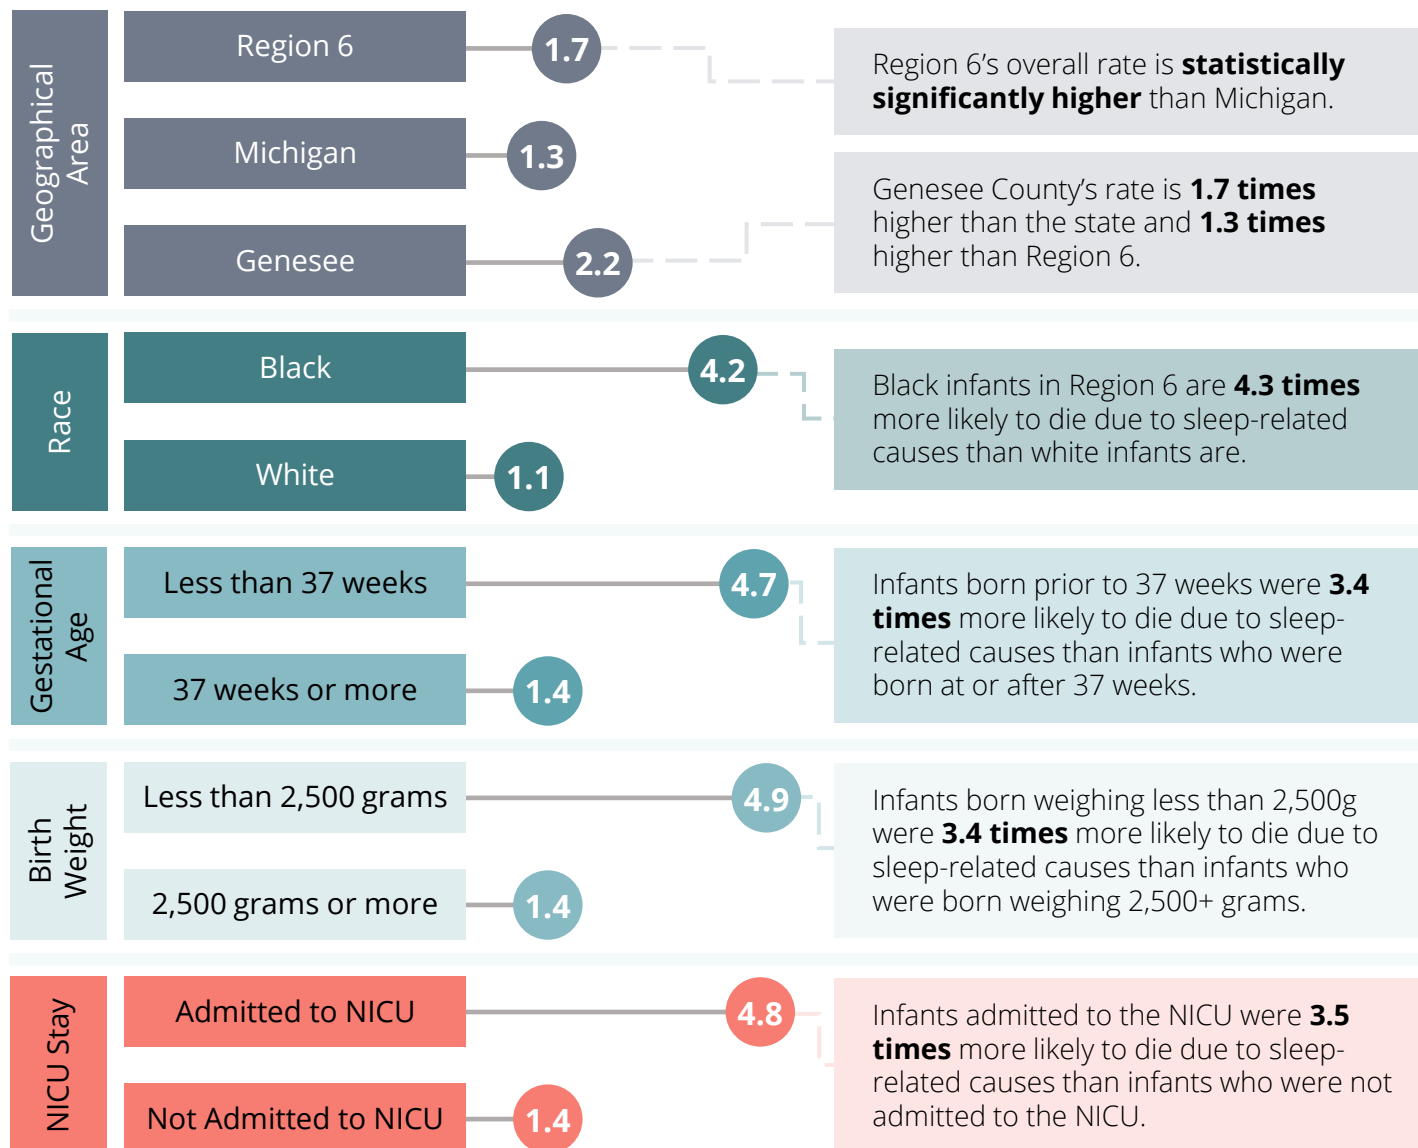 Geographical
Area
Region 6
1.7
Region 6’s overall rate is statistically
significantly higher than Michigan.
Michigan
1.3
Genesee
2.2
Genesee County’s rate is 1.7 times
higher than the state and 1.3 times
higher than Region 6.
Race
Black
4.2
Black infants in Region 6 are 4.3 times
more likely to die due to sleep-related
causes than white infants are.
White
1.1
Gestational
Age
Less than 37 weeks
4.7
Infants born prior to 37 weeks were 3.4
times more likely to die due to sleep-
related causes than infants who were
born at or after 37 weeks.
37 weeks or more
1.4
Birth
Weight
Less than 2,500 grams
4.9
Infants born weighing less than 2,500g
were 3.4 times more likely to die due to
sleep-related causes than infants who
were born weighing 2,500+ grams.
2,500 grams or more
1.4
NICU Stay
Admitted to NICU
4.8
Infants admitted to the NICU were 3.5
times more likely to die due to sleep-
related causes than infants who were not
admitted to the NICU.
Not Admitted to NICU
1.4